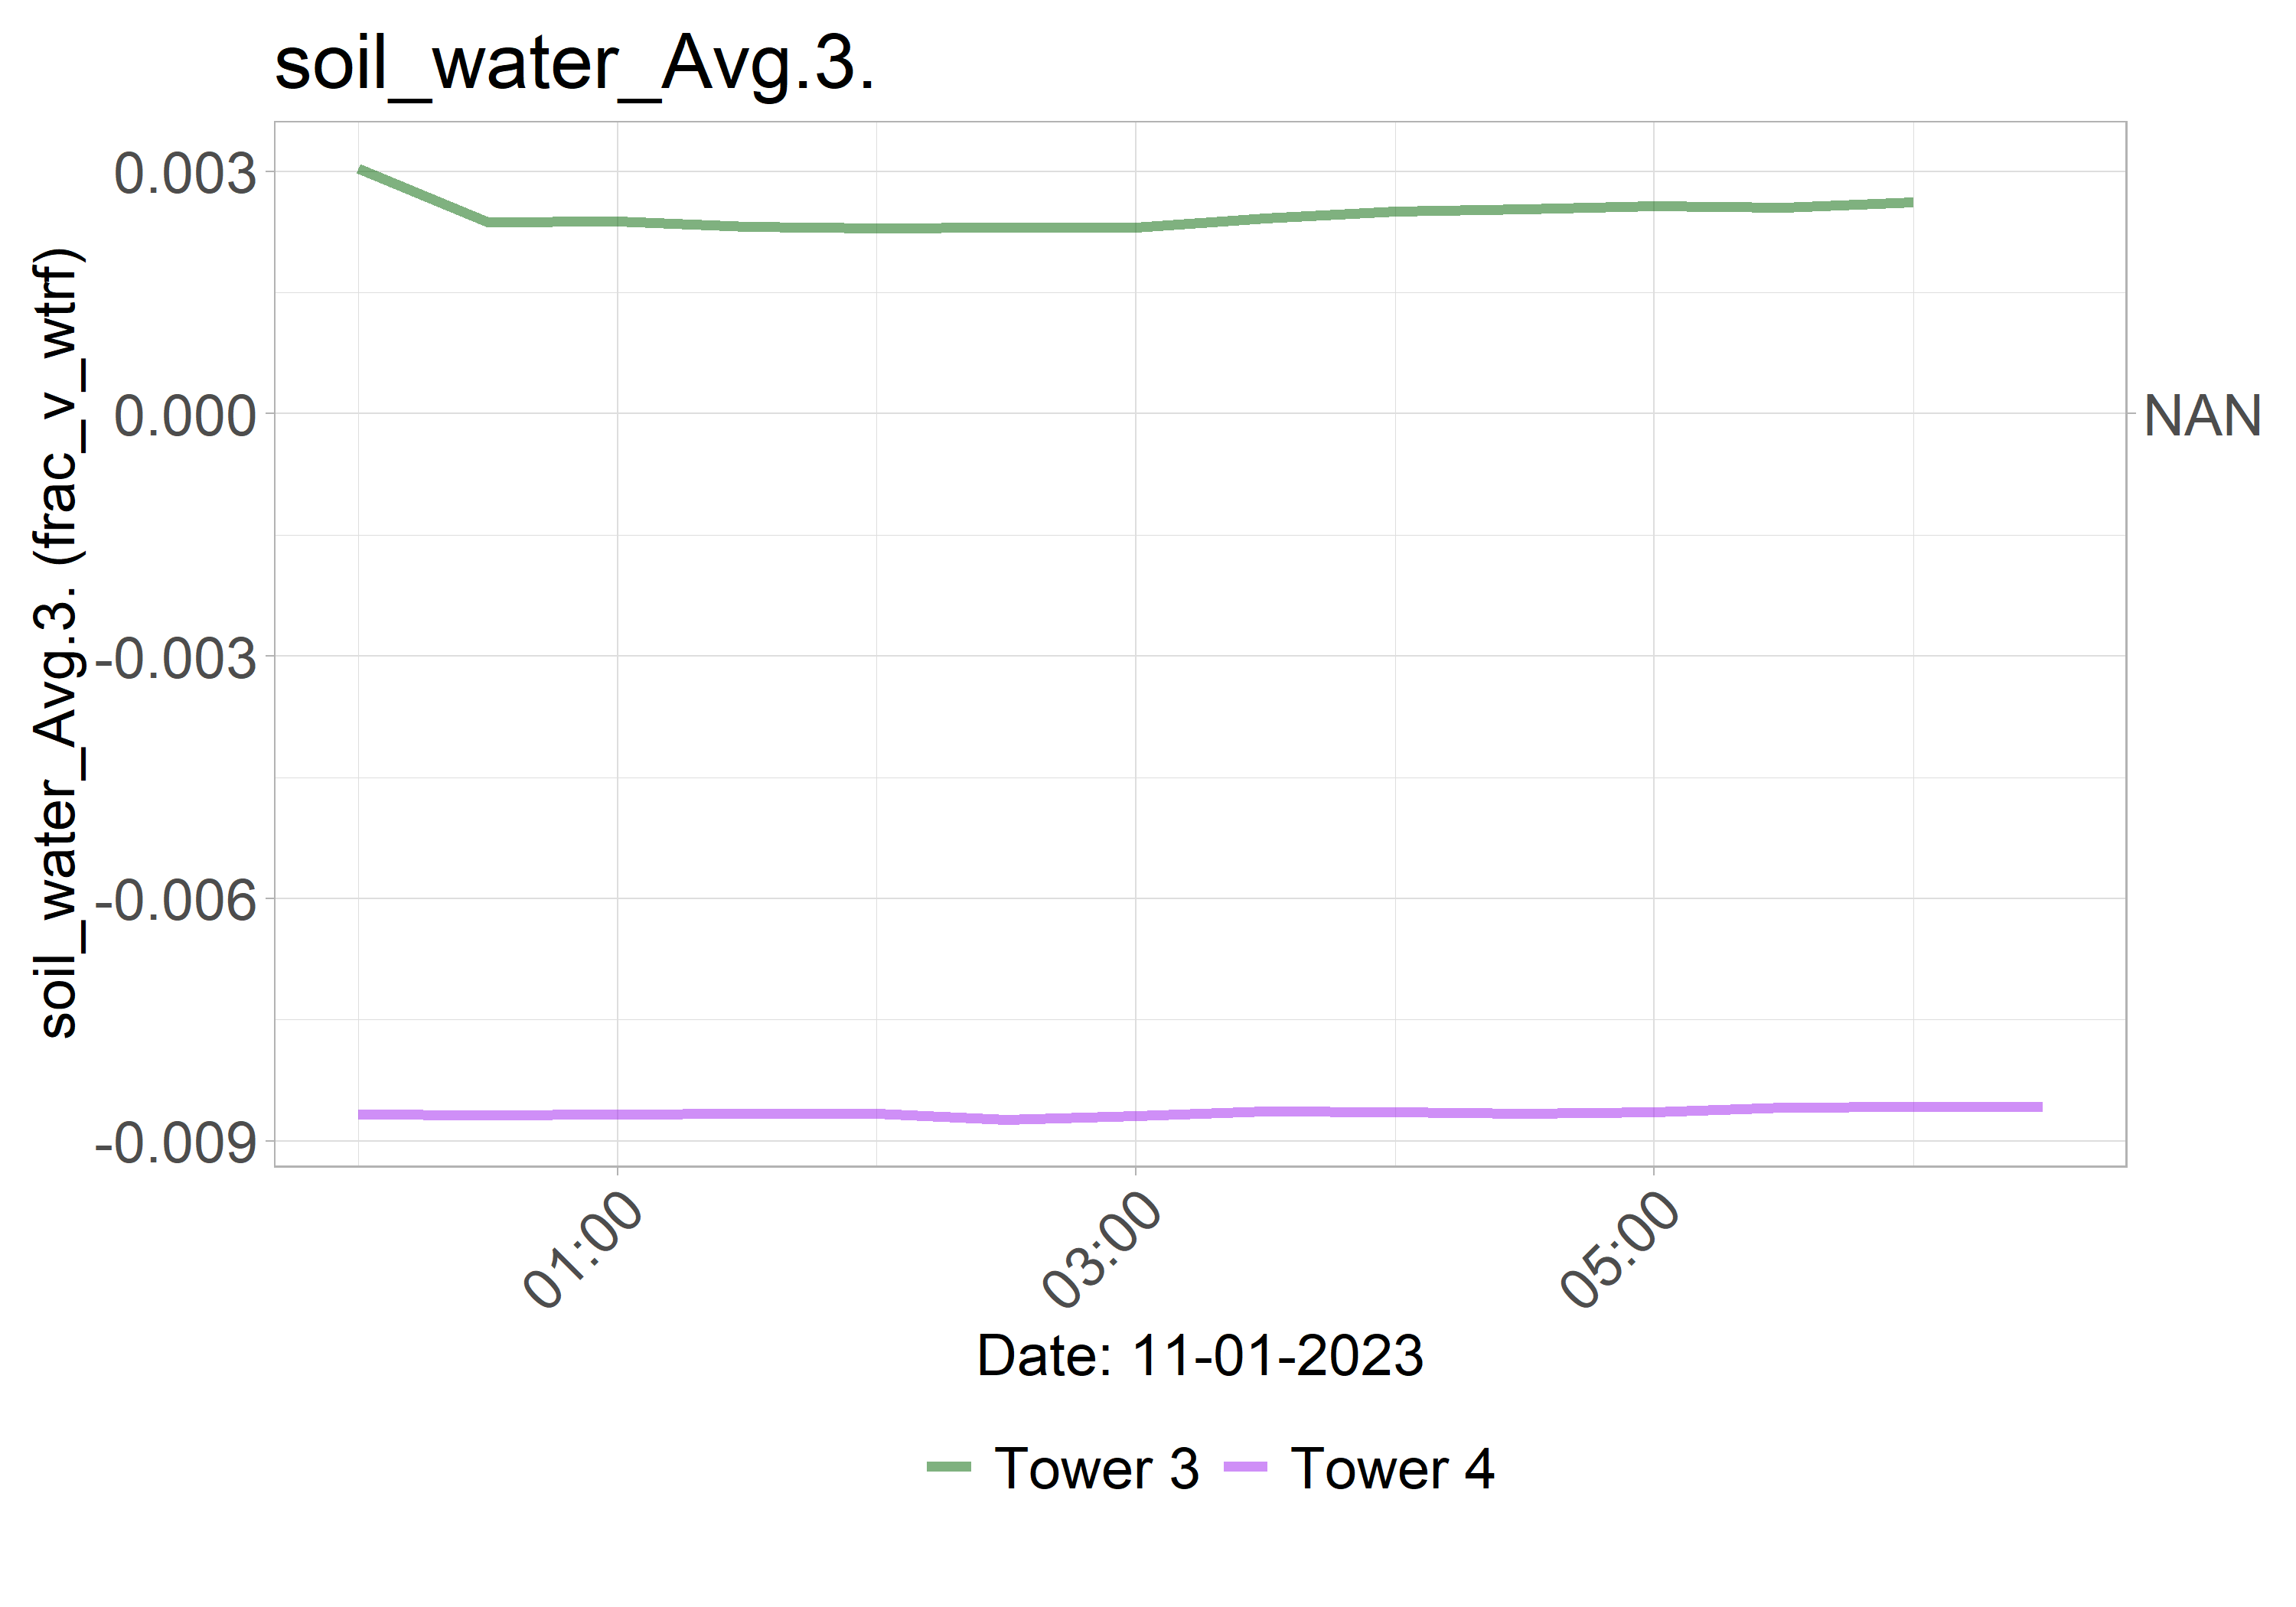 soil_water_Avg.3.
soil_water_Avg.3. (frac_v_wtrf)
0.003
0.000
-0.003
-0.006
-0.009
NAN
01:00
03:00
05:00
Date: 11-01-2023
Tower 3
Tower 4